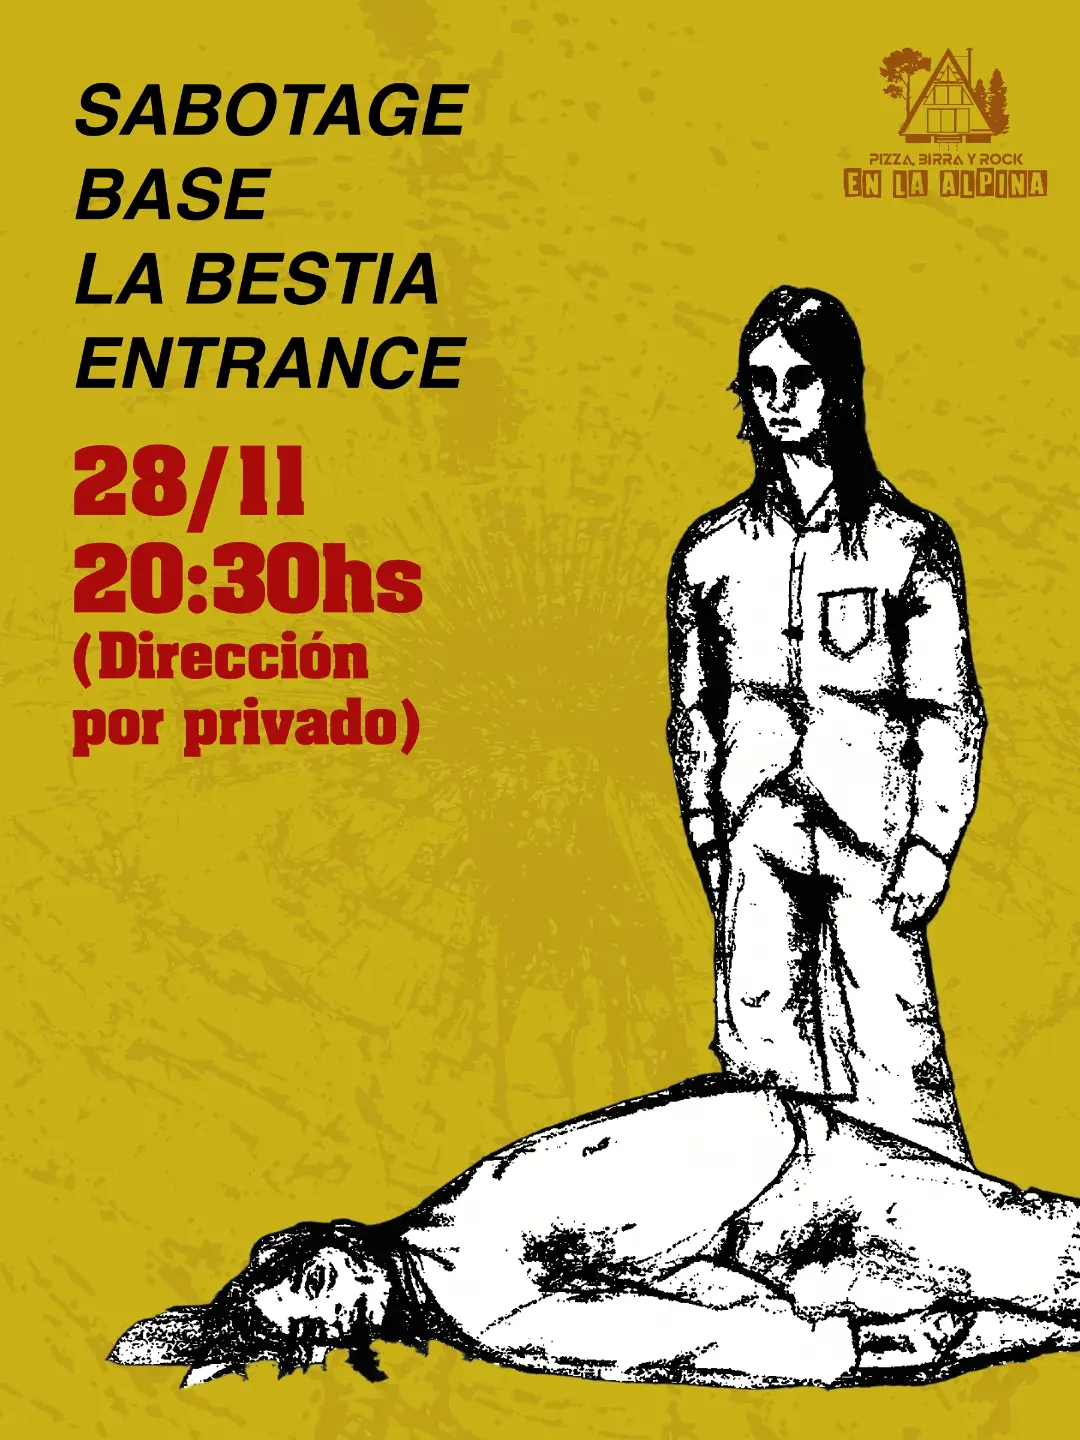 SABOTAGE
BASE
LA BESTIA
ENTRANCE
28/11
20:30hs
(Dirección
por privado)
PIZZA, BIRRA Y ROCK
EN LA ALPINA